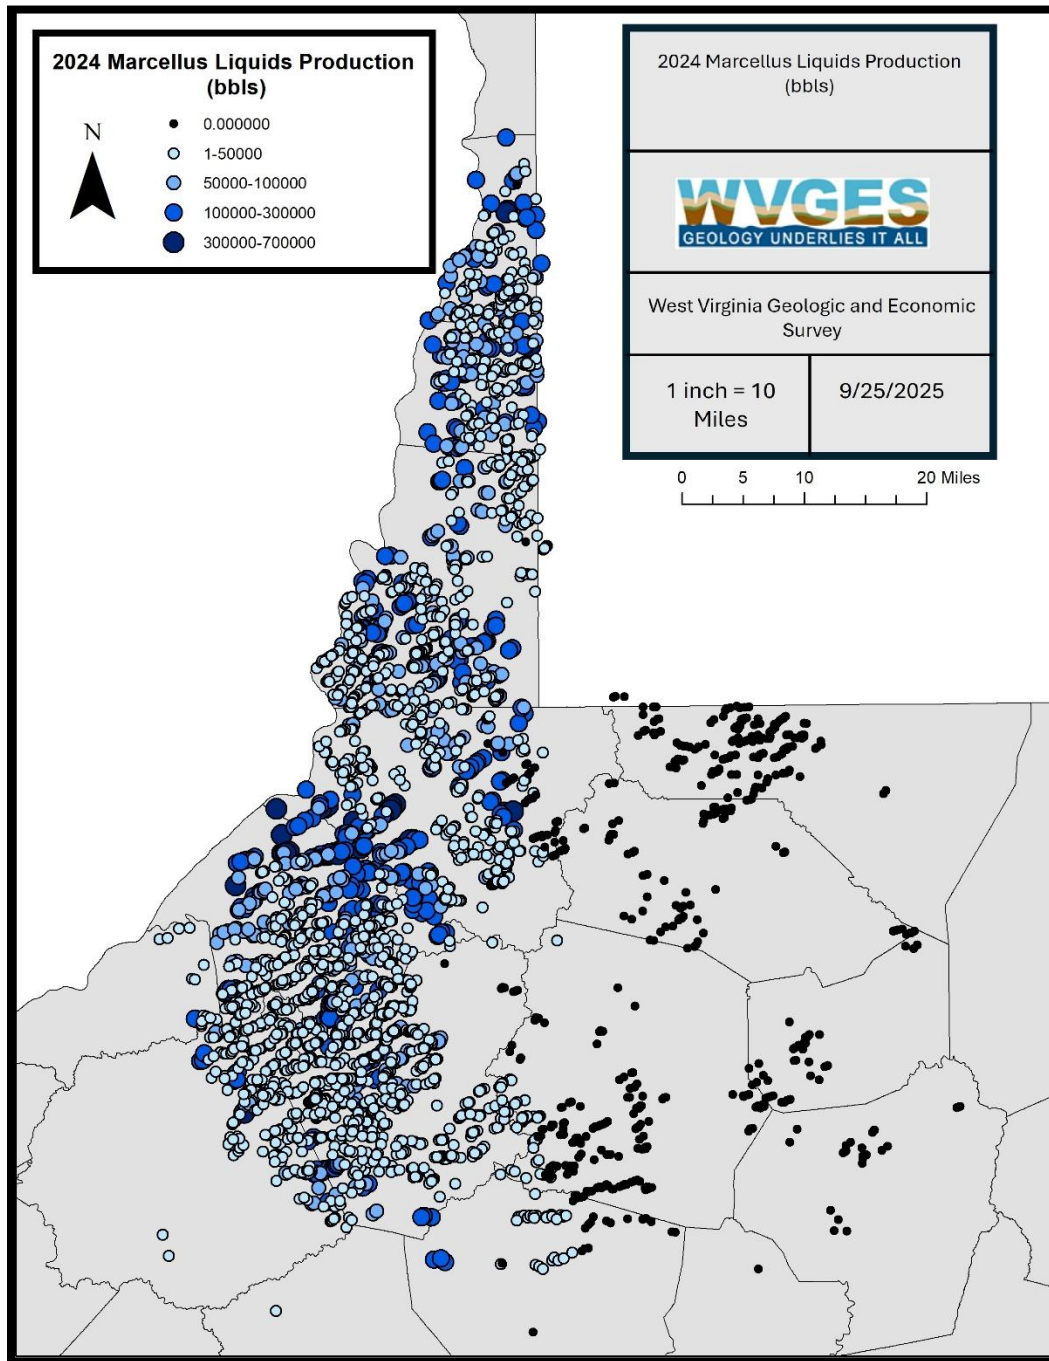 2024 Marcellus Liquids Production
(bbls)
N
0.000000
1-50000
50000-100000
100000-300000
300000-700000
2024 Marcellus Liquids Production
(bbls)
WVGES
GEOLOGY UNDERLIES IT ALL
West Virginia Geologic and Economic
Survey
1 inch = 10
Miles
9/25/2025
0 5 10 20 Miles